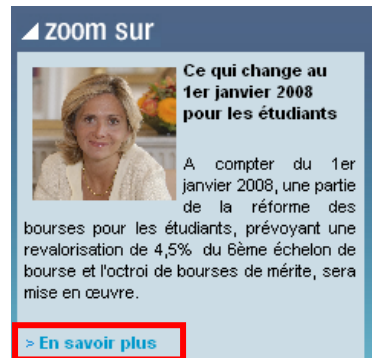 zoom sur
Ce qui change au
1er janvier 2008
pour les étudiants
A compter du 1er
janvier 2008, une partie
de la réforme des
bourses pour les étudiants, prévoyant une
revalorisation de 4,5% du 6ème échelon de
bourse et l'octroi de bourses de mérite, sera
mise en œuvre.
> En savoir plus